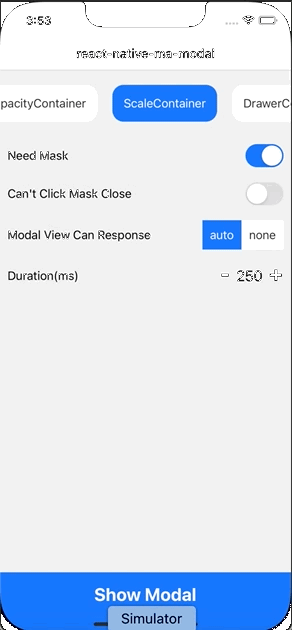 3:53
react-native-ma-modal
pacityContainer
ScaleContainer
DrawerC
Need Mask
Can't Click Mask Close
Modal View Can Response
auto
none
Duration(ms)
- 250 +
Show Modal
Simulator